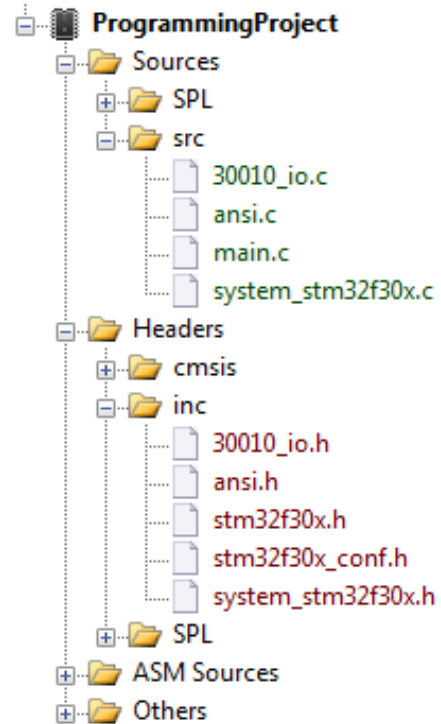 ProgrammingProject
Sources
SPL
src
30010_io.c
ansi.c
main.c
system_stm32f30x.c
Headers
cmsis
inc
30010_io.h
ansi.h
stm32f30x.h
stm32f30x_conf.h
system_stm32f30x.h
SPL
ASM Sources
Others